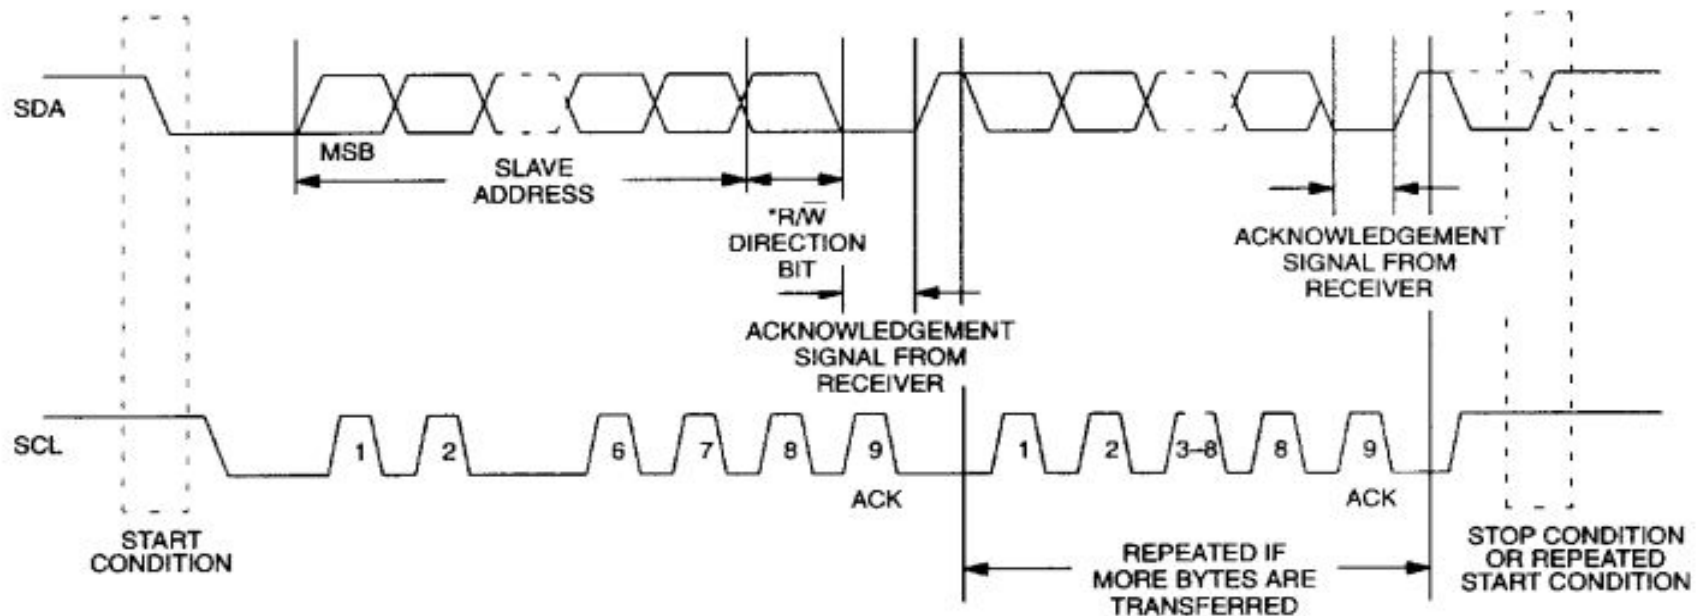 SDA
MSB
SLAVE
ADDRESS
*R/W̅
DIRECTION
BIT
ACKNOWLEDGEMENT
SIGNAL FROM
RECEIVER
ACKNOWLEDGEMENT
SIGNAL FROM
RECEIVER
SCL
1 2 6 7 8 9 1 2 3–8 8 9
ACK
ACK
START
CONDITION
REPEATED IF
MORE BYTES ARE
TRANSFERRED
STOP CONDITION
OR REPEATED
START CONDITION